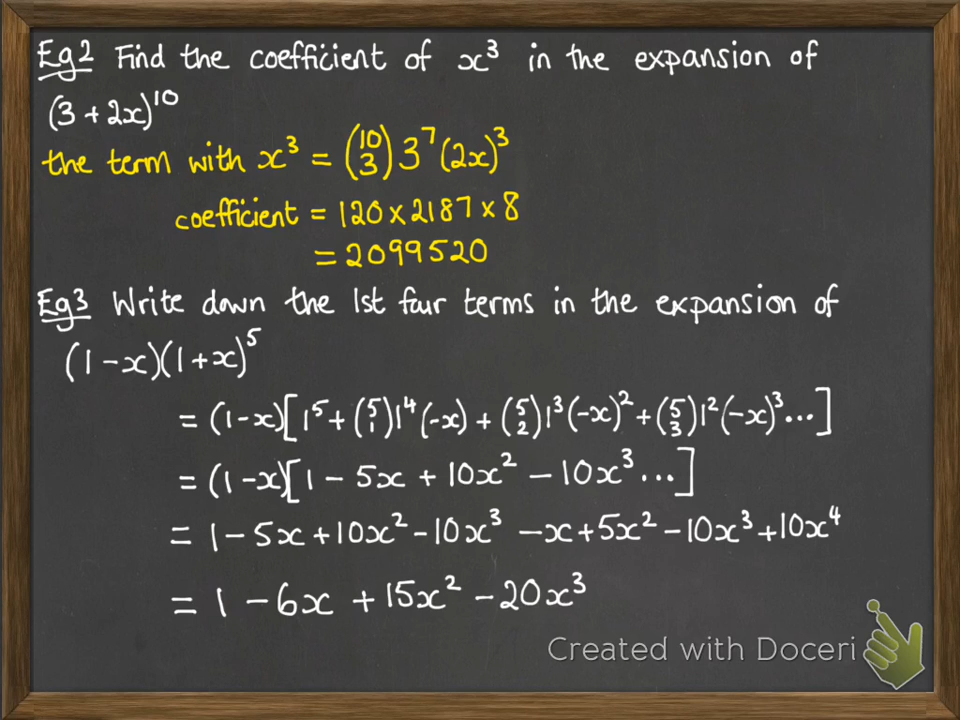 Eg2 Find the coefficient of x³ in the expansion of
(3 + 2x)¹⁰
the term with x³ = (10 3) 3⁷ (2x)³
coefficient = 120 x 2187 x 8
= 2099520
Eg3 Write down the 1st four terms in the expansion of
(1 - x)(1 + x)⁵
= (1-x)[1⁵ + (5 1)1⁴(-x) + (5 2)1³(-x)² + (5 3)1²(-x)³...]
= (1-x)[1 - 5x + 10x² - 10x³...]
= 1 - 5x + 10x² - 10x³ - x + 5x² - 10x³ + 10x⁴
= 1 - 6x + 15x² - 20x³
Created with Doceri